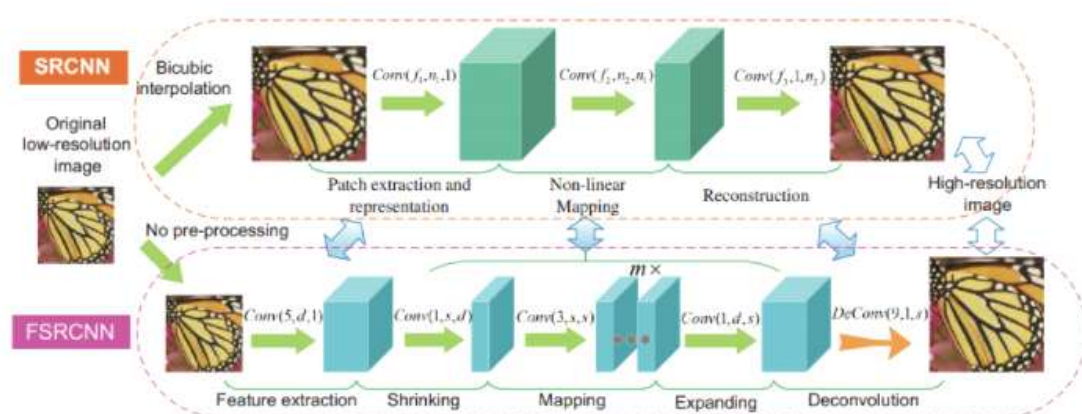 SRCNN
Bicubic
interpolation
Original
low-resolution
image
Conv(f₁,n₁,1)
Conv(f₂,n₂,n₁)
Conv(f₃,1,n₂)
Patch extraction and
representation
Non-linear
Mapping
Reconstruction
High-resolution
image
No pre-processing
FSRCNN
m ×
Conv(5,d,1)
Conv(1,s,d)
Conv(3,s,s)
Conv(1,d,s)
DeConv(9,1,s)
Feature extraction
Shrinking
Mapping
Expanding
Deconvolution